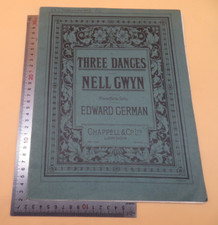 THREE DANCES
NELL GWYN
EDWARD GERMAN
CHAPPELL & Co Ltd